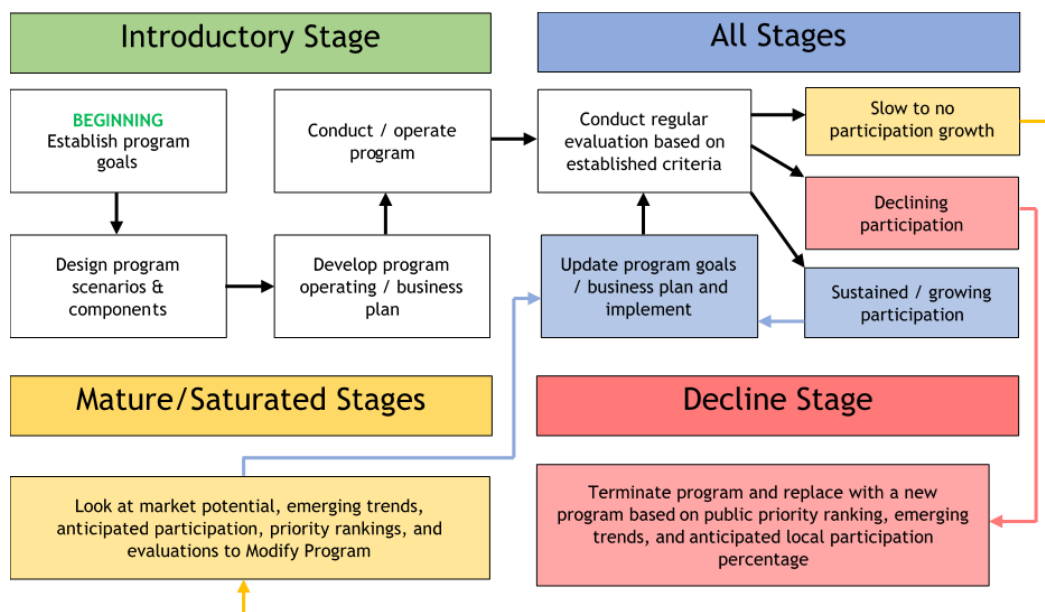 Introductory Stage
All Stages
BEGINNING
Establish program
goals
Conduct / operate
program
Conduct regular
evaluation based on
established criteria
Slow to no
participation growth
Declining
participation
Design program
scenarios &
components
Develop program
operating / business
plan
Update program goals
/ business plan and
implement
Sustained / growing
participation
Mature/Saturated Stages
Decline Stage
Look at market potential, emerging trends,
anticipated participation, priority rankings, and
evaluations to Modify Program
Terminate program and replace with a new
program based on public priority ranking, emerging
trends, and anticipated local participation
percentage